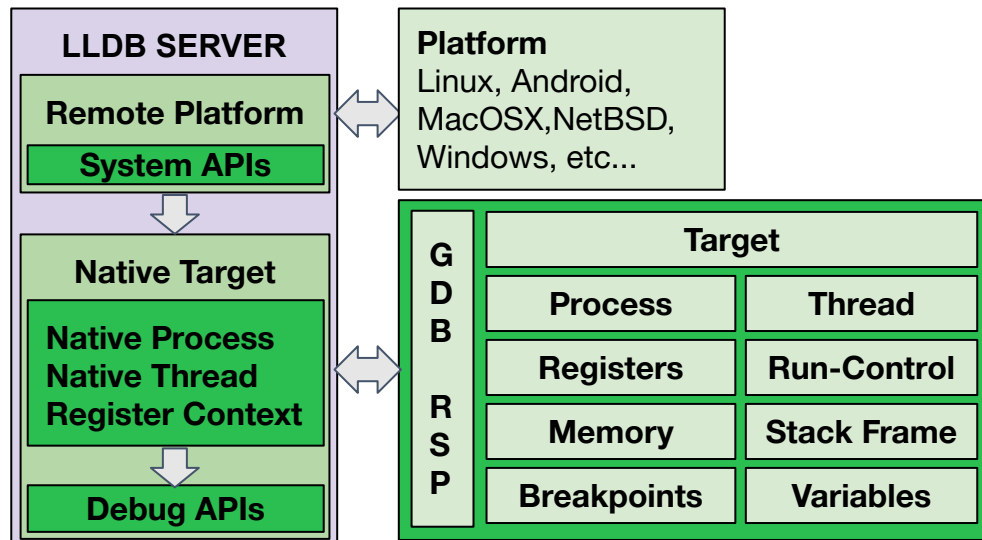 LLDB SERVER
Remote Platform
System APIs
Native Target
Native Process
Native Thread
Register Context
Debug APIs
Platform
Linux, Android,
MacOSX,NetBSD,
Windows, etc...
G
D
B
R
S
P
Target
Process
Thread
Registers
Run-Control
Memory
Stack Frame
Breakpoints
Variables